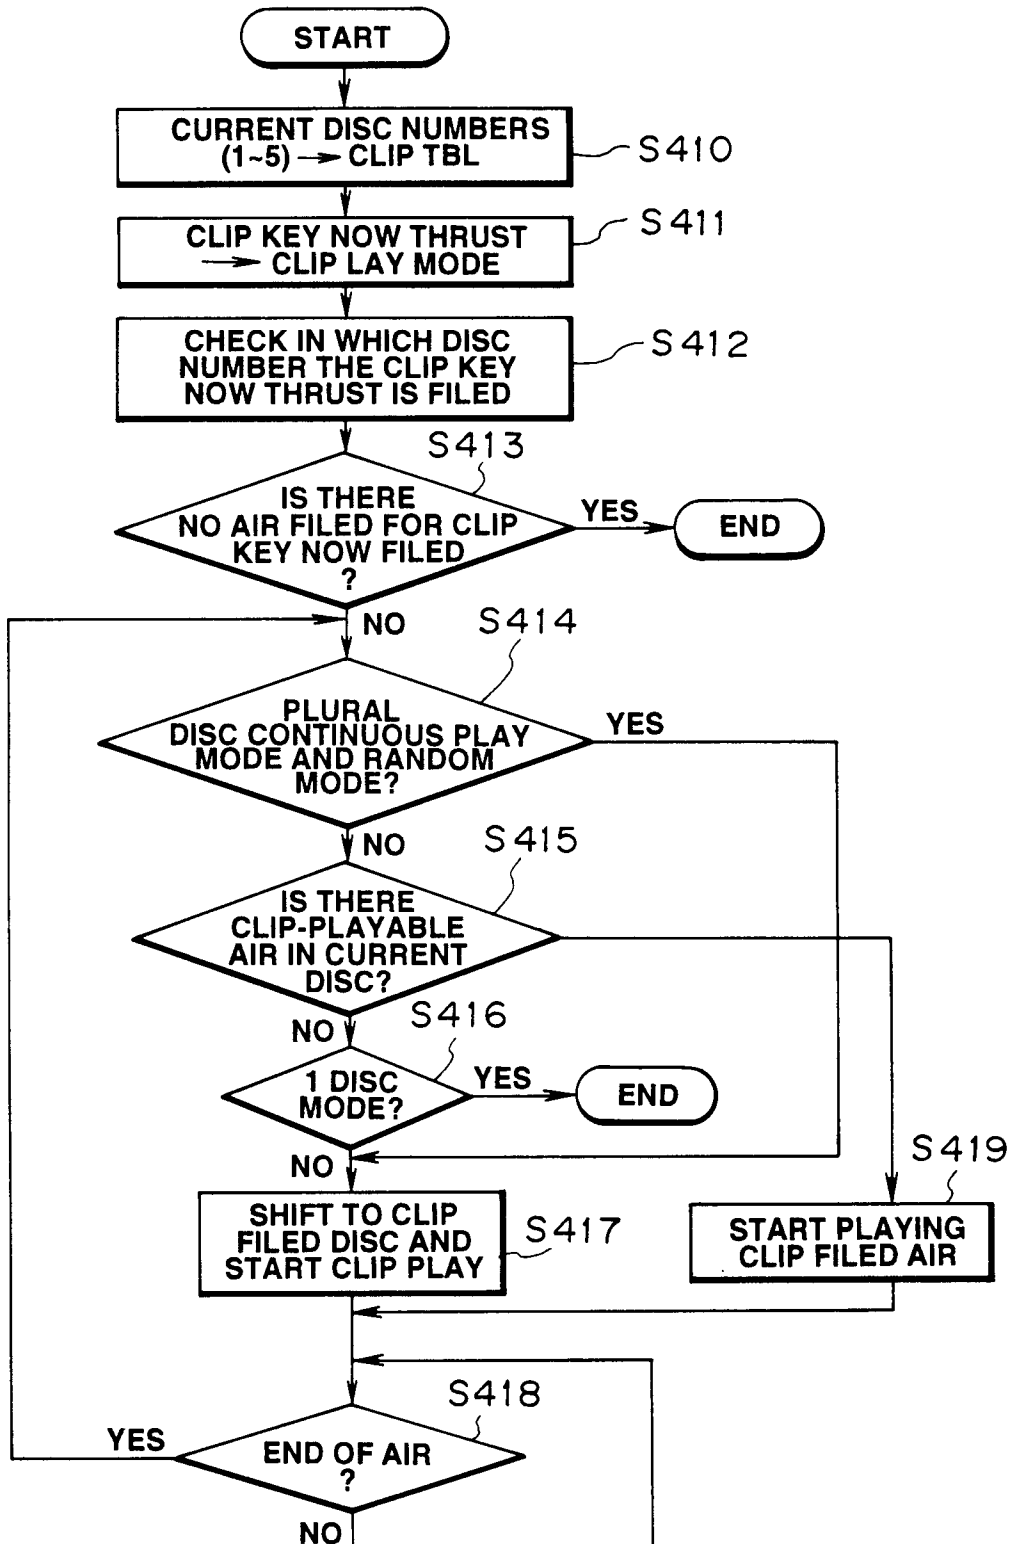 START
CURRENT DISC NUMBERS
(1~5) → CLIP TBL
S410
CLIP KEY NOW THRUST
→ CLIP LAY MODE
S411
CHECK IN WHICH DISC
NUMBER THE CLIP KEY
NOW THRUST IS FILED
S412
S413
IS THERE
NO AIR FILED FOR CLIP
KEY NOW FILED
?
YES
END
NO
S414
PLURAL
DISC CONTINUOUS PLAY
MODE AND RANDOM
MODE?
YES
NO
S415
IS THERE
CLIP-PLAYABLE
AIR IN CURRENT
DISC?
NO
S416
1 DISC
MODE?
YES
END
NO
SHIFT TO CLIP
FILED DISC AND
START CLIP PLAY
S417
S419
START PLAYING
CLIP FILED AIR
S418
END OF AIR
?
YES
NO